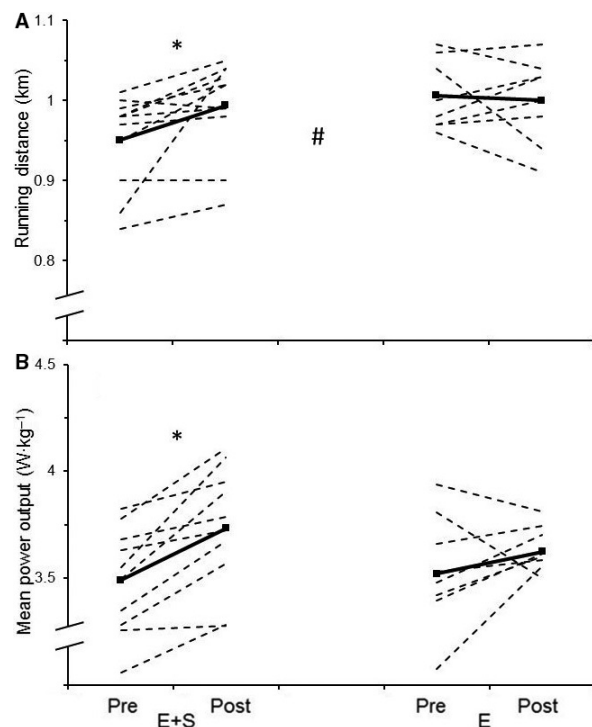 A
Running distance (km)
1.1
1
0.9
0.8
*
#
B
Mean power output (W·kg⁻¹)
4.5
4
3.5
*
Pre Post Pre Post
E+S E